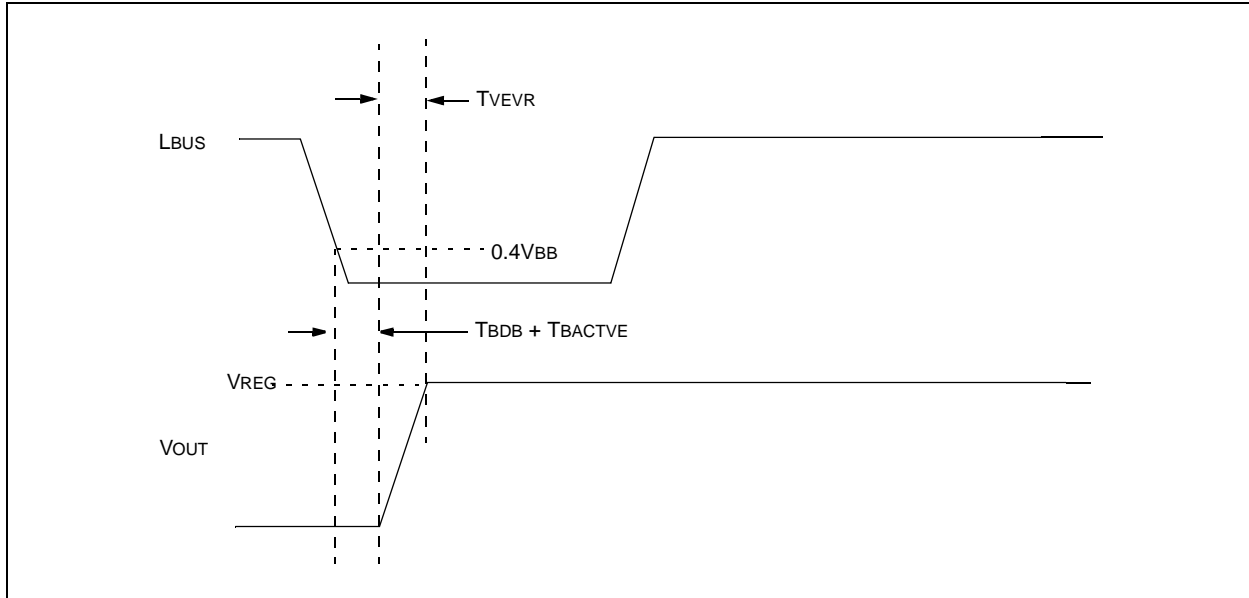 TVEVR
LBUS
0.4VBB
TBDB + TBACTVE
VREG
VOUT